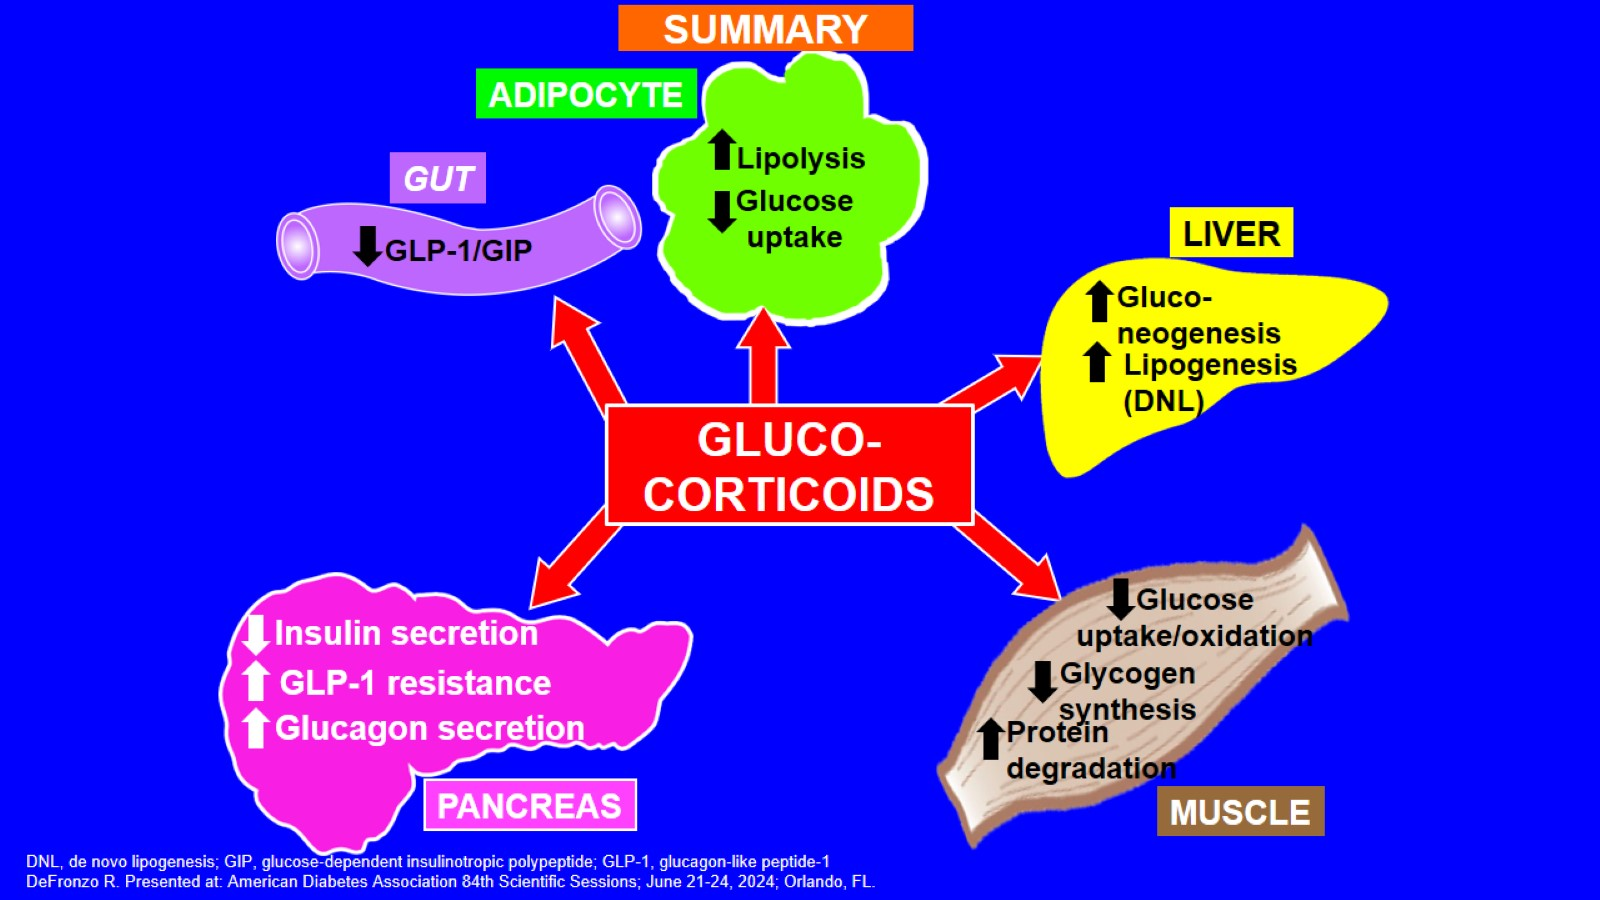 SUMMARY
ADIPOCYTE
Lipolysis
Glucose
uptake
GUT
GLP-1/GIP
LIVER
Gluco-
neogenesis
Lipogenesis
(DNL)
GLUCO-
CORTICOIDS
Insulin secretion
GLP-1 resistance
Glucagon secretion
PANCREAS
Glucose
uptake/oxidation
Glycogen
synthesis
Protein
degradation
MUSCLE
DNL, de novo lipogenesis; GIP, glucose-dependent insulinotropic polypeptide; GLP-1, glucagon-like peptide-1
DeFronzo R. Presented at: American Diabetes Association 84th Scientific Sessions; June 21-24, 2024; Orlando, FL.